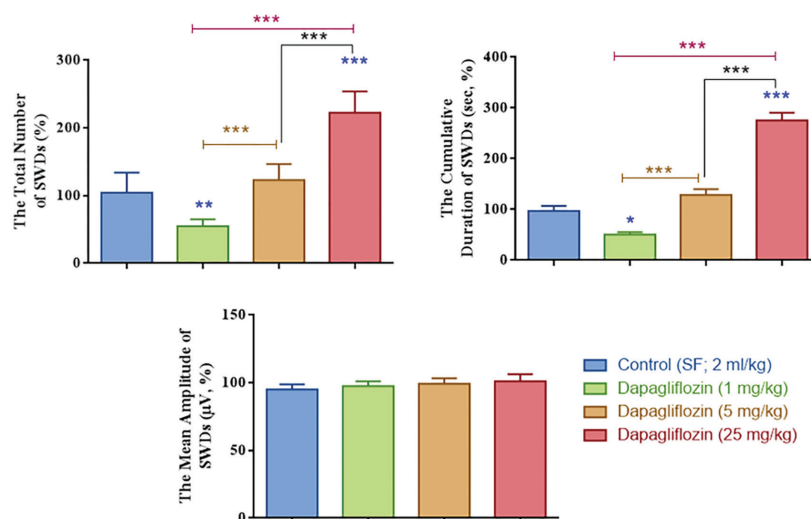 ***
***
***
***
**
300
200
100
0
The Total Number
of SWDs (%)
***
***
***
***
*
400
300
200
100
0
The Cumulative
Duration of SWDs (sec, %)
150
100
50
0
The Mean Amplitude of
SWDs (µV, %)
Control (SF; 2 ml/kg)
Dapagliflozin (1 mg/kg)
Dapagliflozin (5 mg/kg)
Dapagliflozin (25 mg/kg)